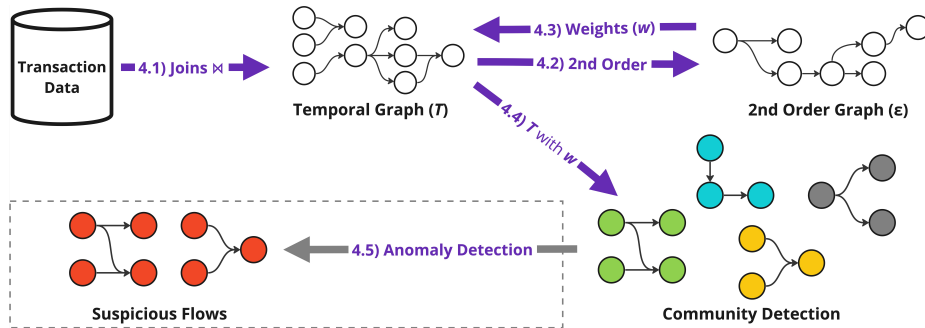 Transaction
Data
4.1) Joins ⋈
Temporal Graph (T)
4.3) Weights (w)
4.2) 2nd Order
2nd Order Graph (ε)
4.4) T with w
4.5) Anomaly Detection
Suspicious Flows
Community Detection